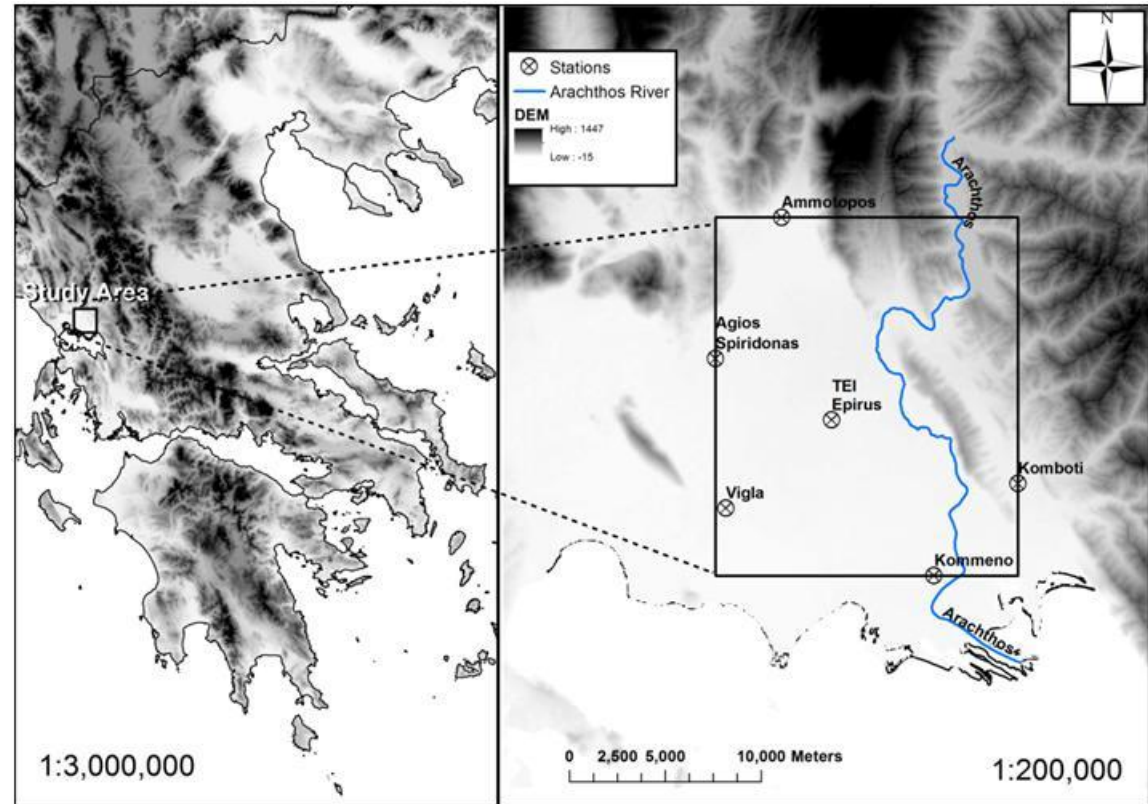 Study Area
1:3,000,000
N
Stations
Arachthos River
DEM
High : 1447
Low : -15
Arachthos
Ammotopos
Agios
Spiridonas
TEI
Epirus
Komboti
Vigla
Kommeno
Arachthos
0 2,500 5,000 10,000 Meters
1:200,000